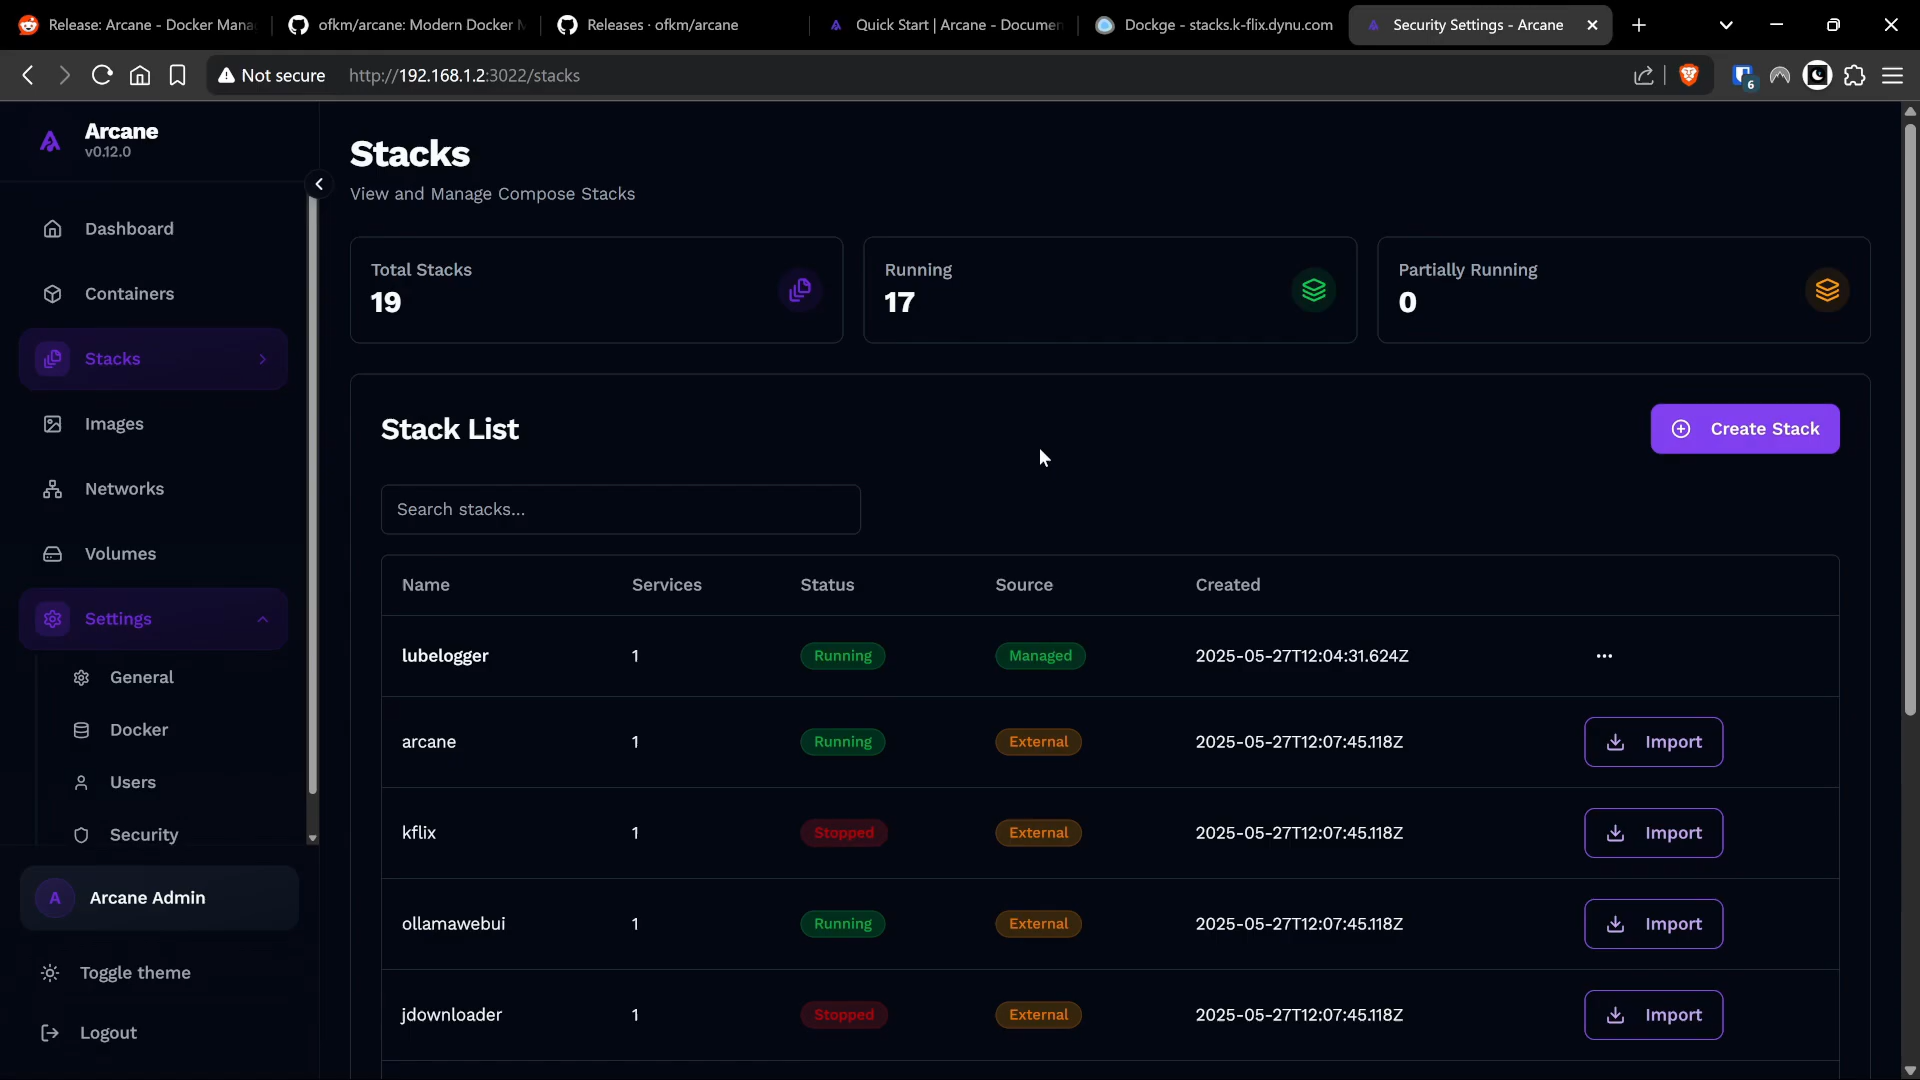 Release: Arcane - Docker Mana
ofkm/arcane: Modern Docker M
Releases · ofkm/arcane
Quick Start | Arcane - Documen
Dockge - stacks.k-flix.dynu.com
Security Settings - Arcane
Not secure http://192.168.1.2:3022/stacks
6
Arcane
v0.12.0
Dashboard
Containers
Stacks
Images
Networks
Volumes
Settings
General
Docker
Users
Security
A Arcane Admin
Toggle theme
Logout
Stacks
View and Manage Compose Stacks
Total Stacks
19
Running
17
Partially Running
0
Stack List
Create Stack
Search stacks...
Name Services Status Source Created
lubelogger 1 Running Managed 2025-05-27T12:04:31.624Z
arcane 1 Running External 2025-05-27T12:07:45.118Z Import
kflix 1 Stopped External 2025-05-27T12:07:45.118Z Import
ollamawebui 1 Running External 2025-05-27T12:07:45.118Z Import
jdownloader 1 Stopped External 2025-05-27T12:07:45.118Z Import